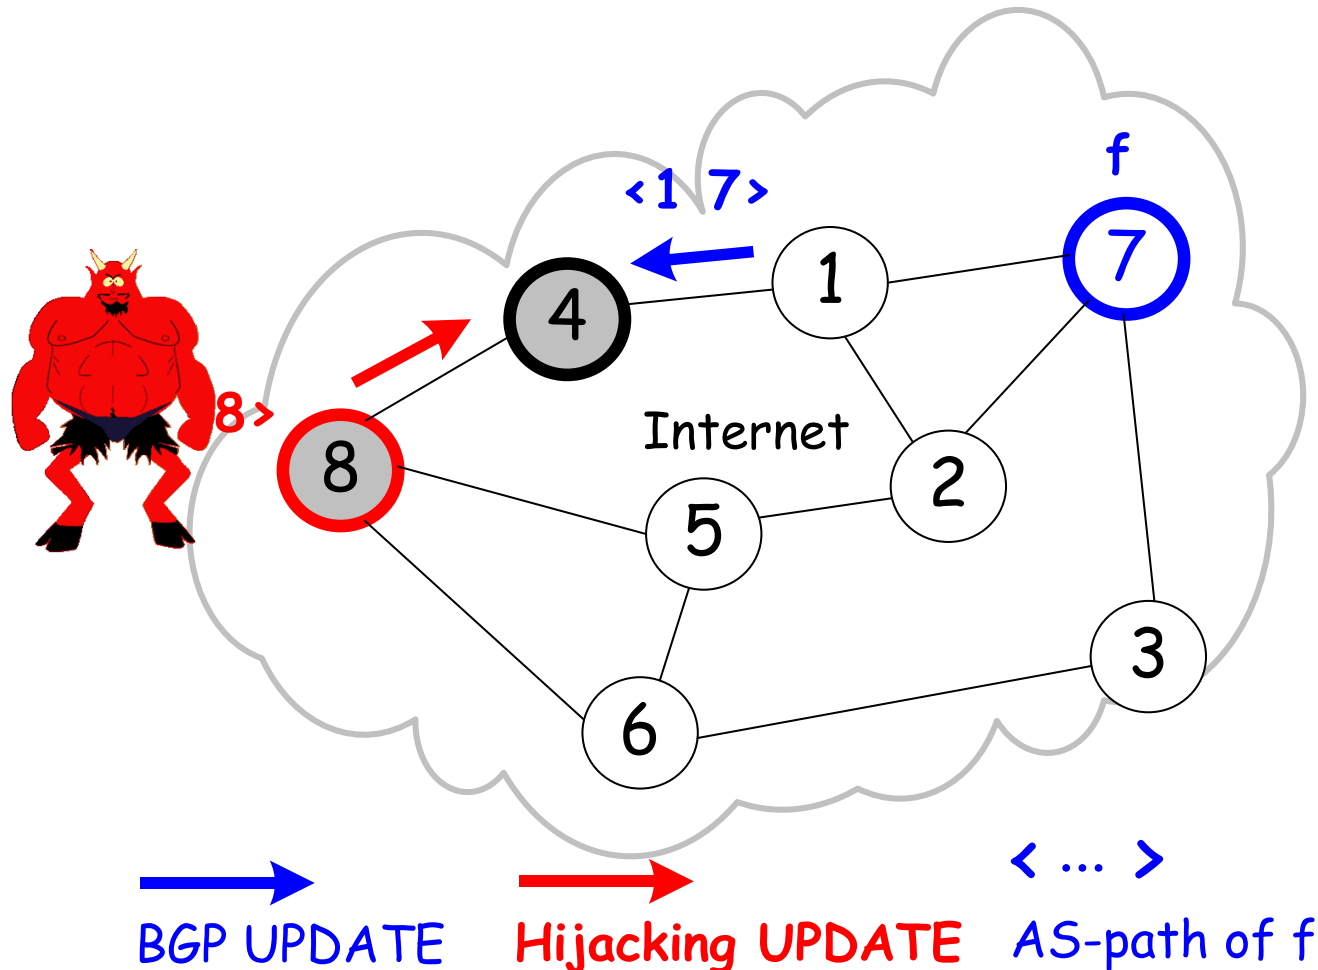 f
<1 7>
7
1
4
8>
Internet
8
2
5
3
6
< ... >
BGP UPDATE
Hijacking UPDATE
AS-path of f